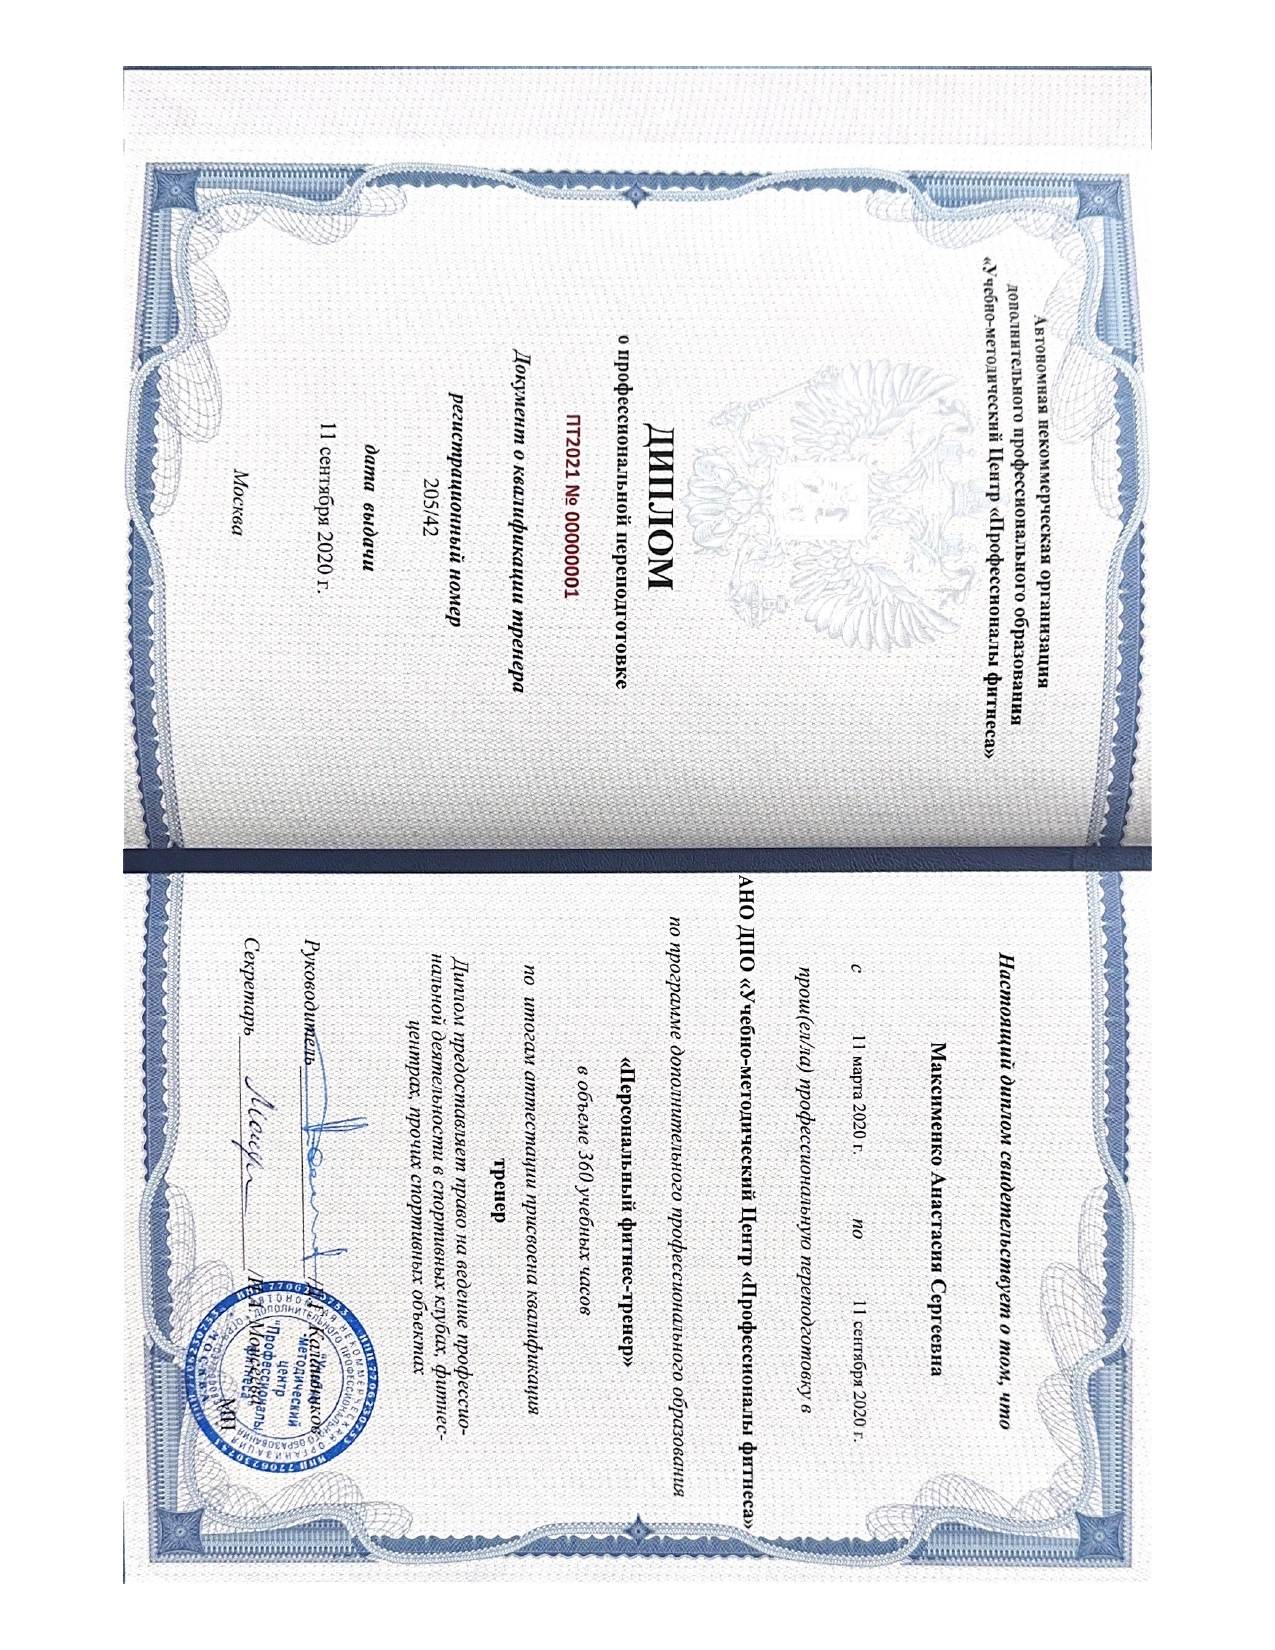 Автономная некоммерческая организация
дополнительного профессионального образования
«Учебно-методический Центр «Профессионалы фитнеса»
ДИПЛОМ
о профессиональной переподготовке
ПТ2021 № 00000001
Документ о квалификации тренера
регистрационный номер
205/42
дата выдачи
11 сентября 2020 г.
Москва
Настоящий диплом свидетельствует о том, что
Максименко Анастасия Сергеевна
с 11 марта 2020 г. по 11 сентября 2020 г.
прош(ел/ла) профессиональную переподготовку в
АНО ДПО «Учебно-методический Центр «Профессионалы фитнеса»
по программе дополнительного профессионального образования
«Персональный фитнес-тренер»
в объеме 360 учебных часов
по итогам аттестации присвоена квалификация
тренер
Диплом предоставляет право на ведение профессио-
нальной деятельности в спортивных клубах, фитнес-
центрах, прочих спортивных объектах
Руководитель Калашников
Секретарь Моисеева
МП
ИНН 7706230753
АВТОНОМНАЯ НЕКОММЕРЧЕСКАЯ ОРГАНИЗАЦИЯ
ДОПОЛНИТЕЛЬНОГО ПРОФЕССИОНАЛЬНОГО ОБРАЗОВАНИЯ
"Учебно
-методический
центр
"Профессионалы
фитнеса"
МОСКВА